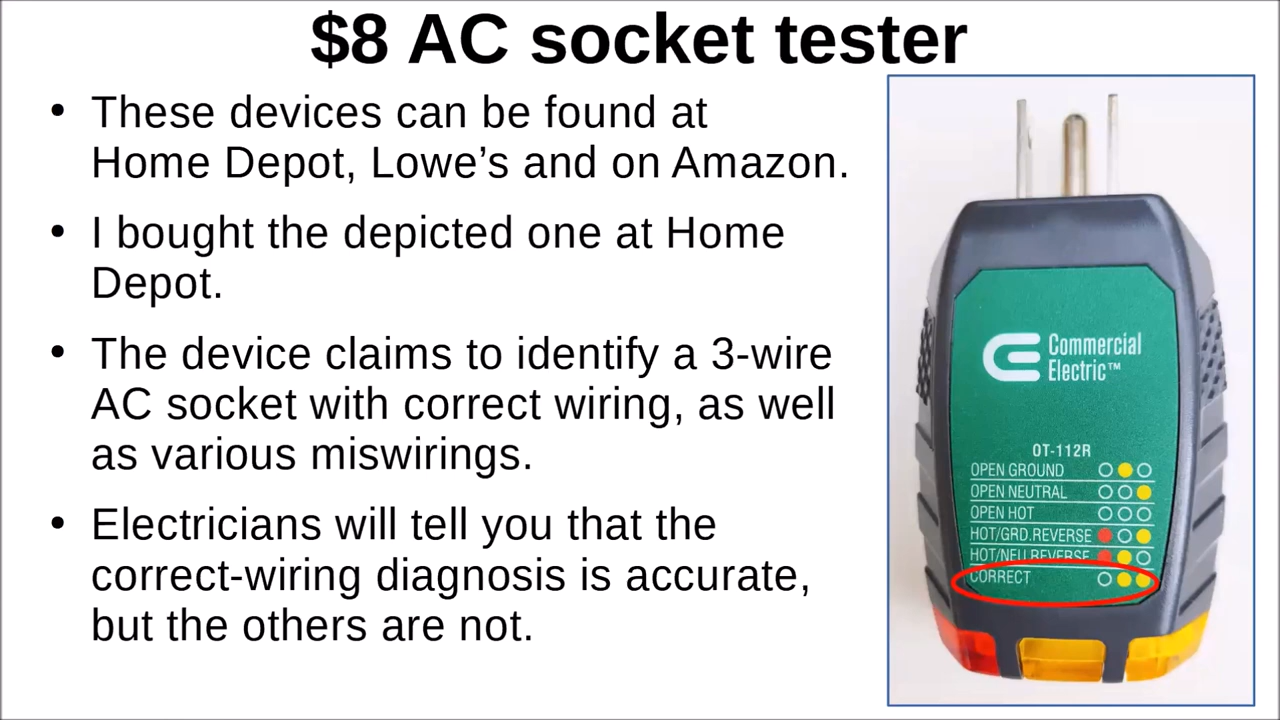 $8 AC socket tester
• These devices can be found at
Home Depot, Lowe’s and on Amazon.
• I bought the depicted one at Home
Depot.
• The device claims to identify a 3-wire
AC socket with correct wiring, as well
as various miswirings.
• Electricians will tell you that the
correct-wiring diagnosis is accurate,
but the others are not.
Commercial
Electric™
OT-112R
OPEN GROUND
OPEN NEUTRAL
OPEN HOT
HOT/GRD.REVERSE
HOT/NEU.REVERSE
CORRECT